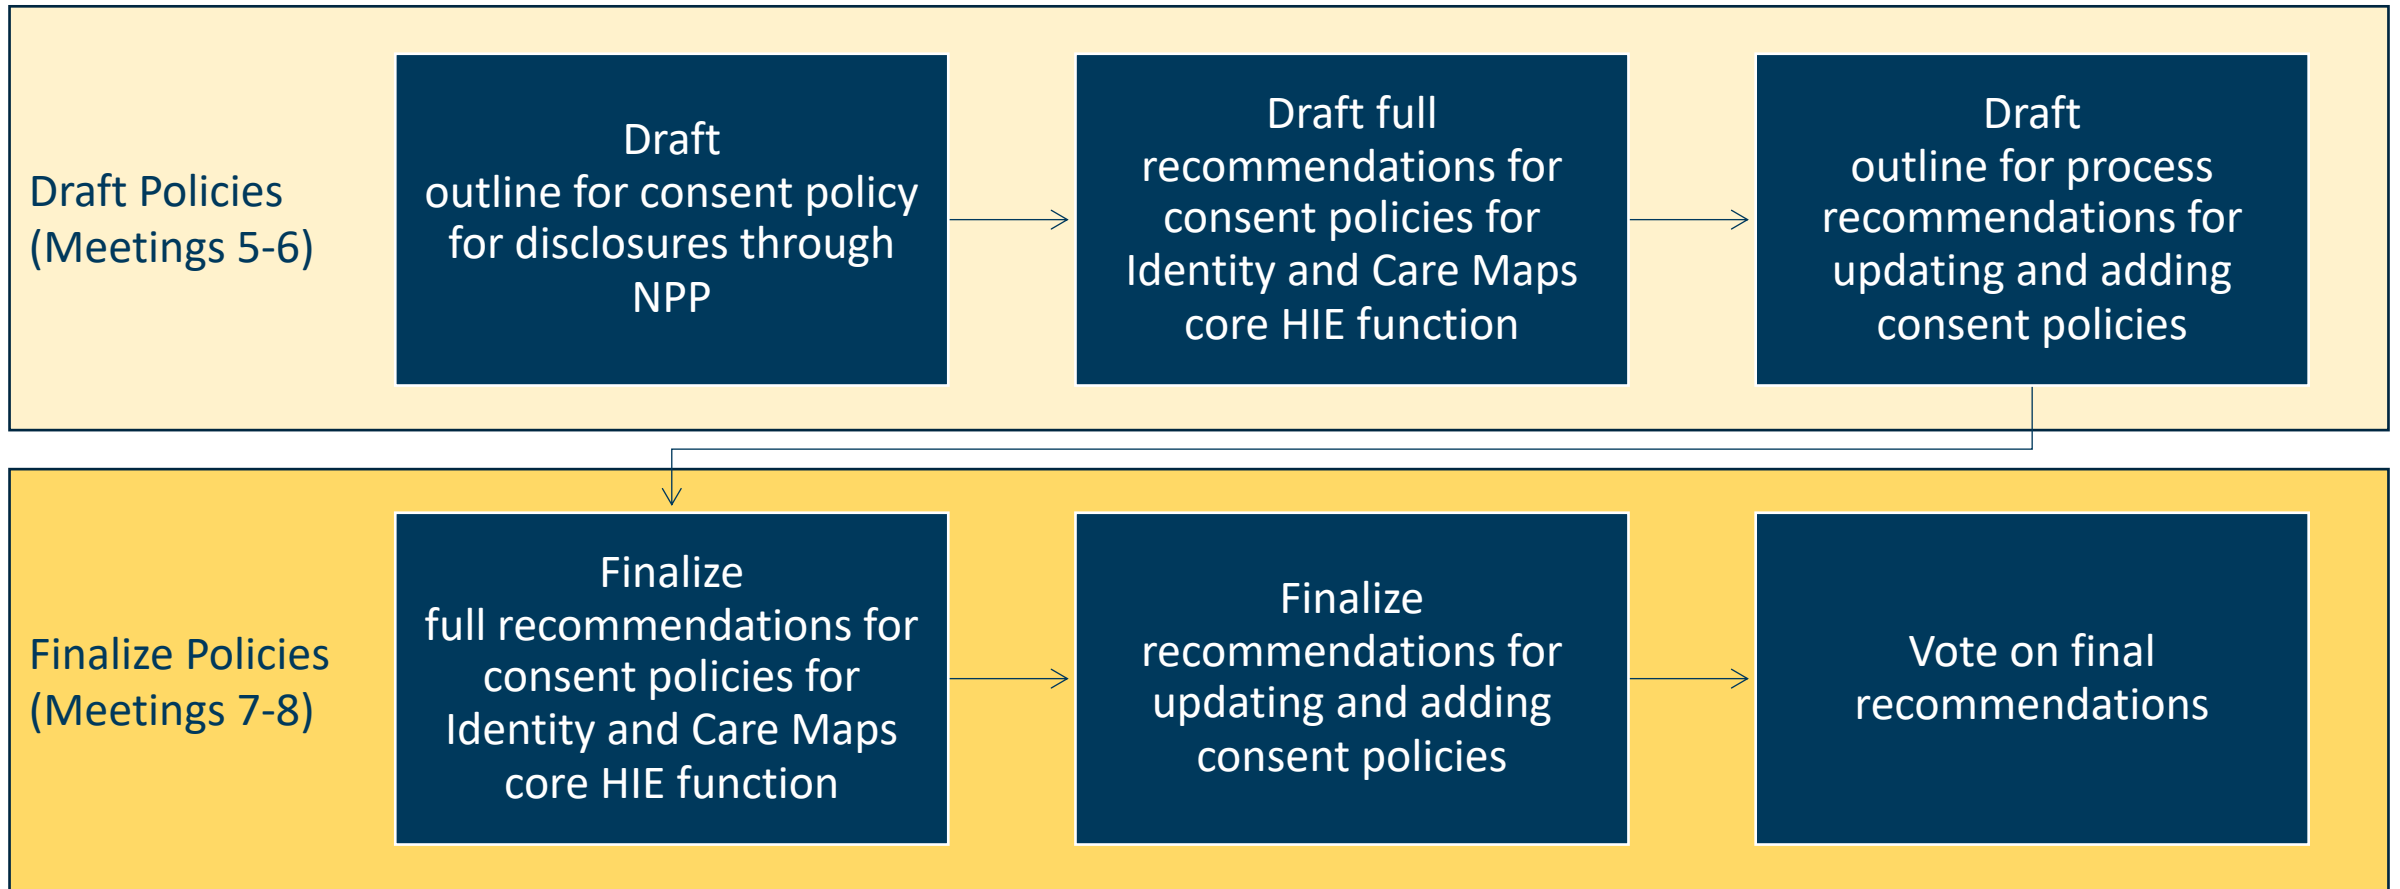 Draft Policies
(Meetings 5-6)
Draft
outline for consent policy
for disclosures through
NPP
Draft full
recommendations for
consent policies for
Identity and Care Maps
core HIE function
Draft
outline for process
recommendations for
updating and adding
consent policies
Finalize Policies
(Meetings 7-8)
Finalize
full recommendations for
consent policies for
Identity and Care Maps
core HIE function
Finalize
recommendations for
updating and adding
consent policies
Vote on final
recommendations